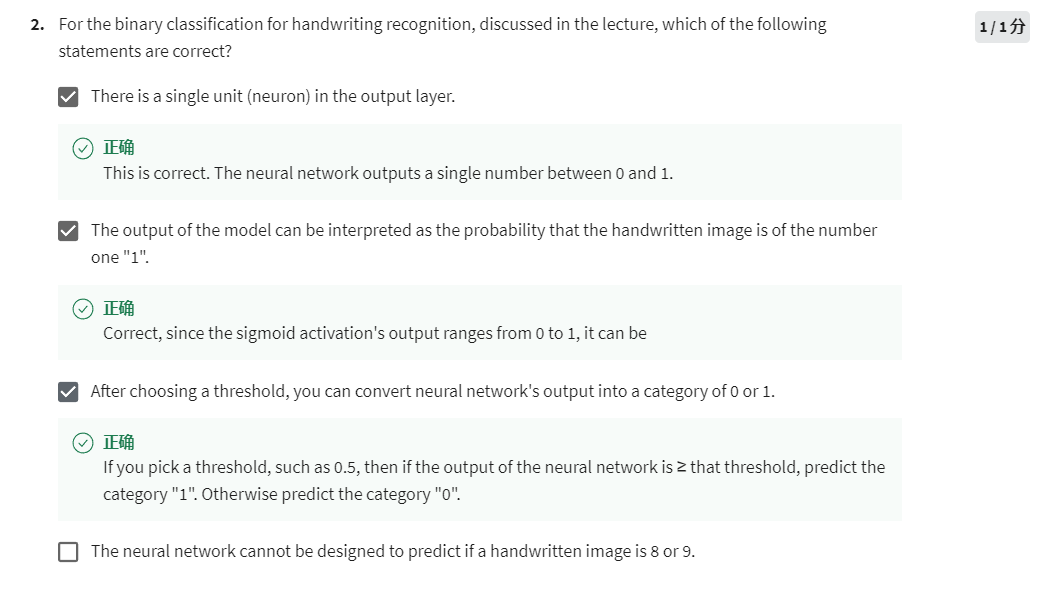 2. For the binary classification for handwriting recognition, discussed in the lecture, which of the following
1 / 1 分
statements are correct?
There is a single unit (neuron) in the output layer.
正确
This is correct. The neural network outputs a single number between 0 and 1.
The output of the model can be interpreted as the probability that the handwritten image is of the number
one "1".
正确
Correct, since the sigmoid activation's output ranges from 0 to 1, it can be
After choosing a threshold, you can convert neural network's output into a category of 0 or 1.
正确
If you pick a threshold, such as 0.5, then if the output of the neural network is ≥ that threshold, predict the
category "1". Otherwise predict the category "0".
The neural network cannot be designed to predict if a handwritten image is 8 or 9.